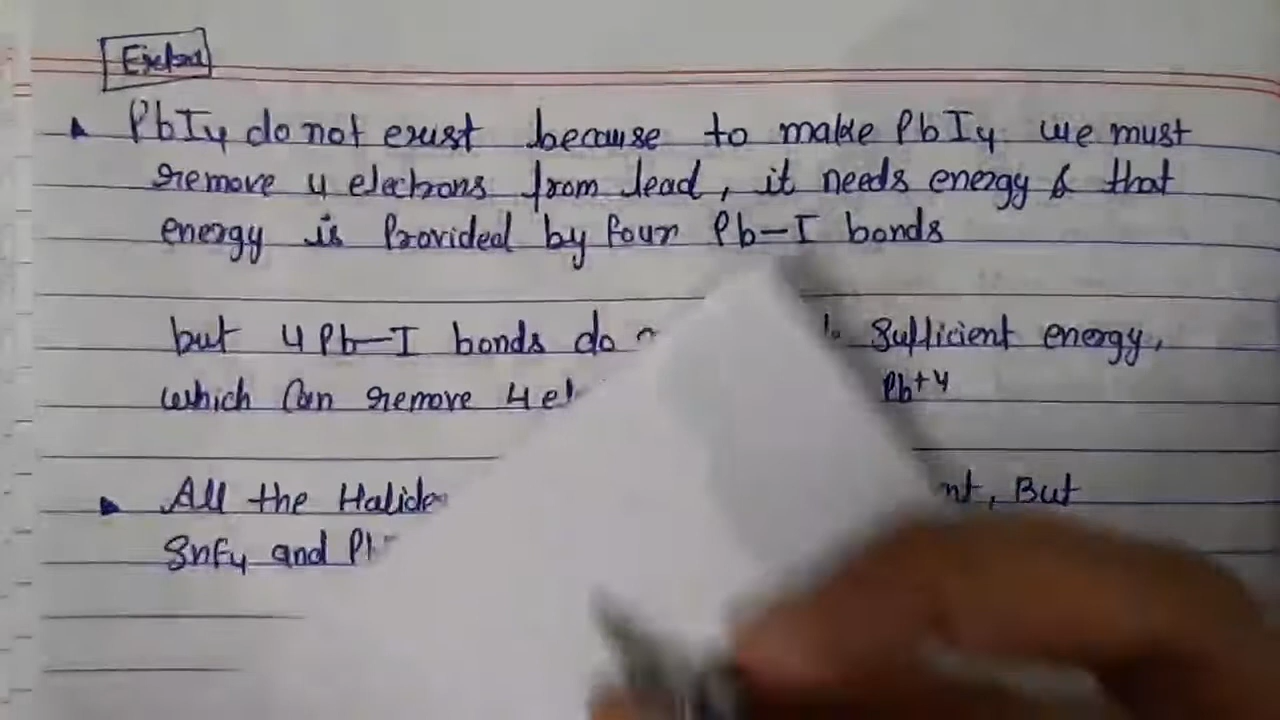 PbI4 do not exist because to make PbI4 we must
remove 4 electrons from lead, it needs energy & that
energy is Provided by four Pb-I bonds
but 4 Pb-I bonds do Sufficient energy,
which Can remove 4 Pb+4
All the But
SnF4 and